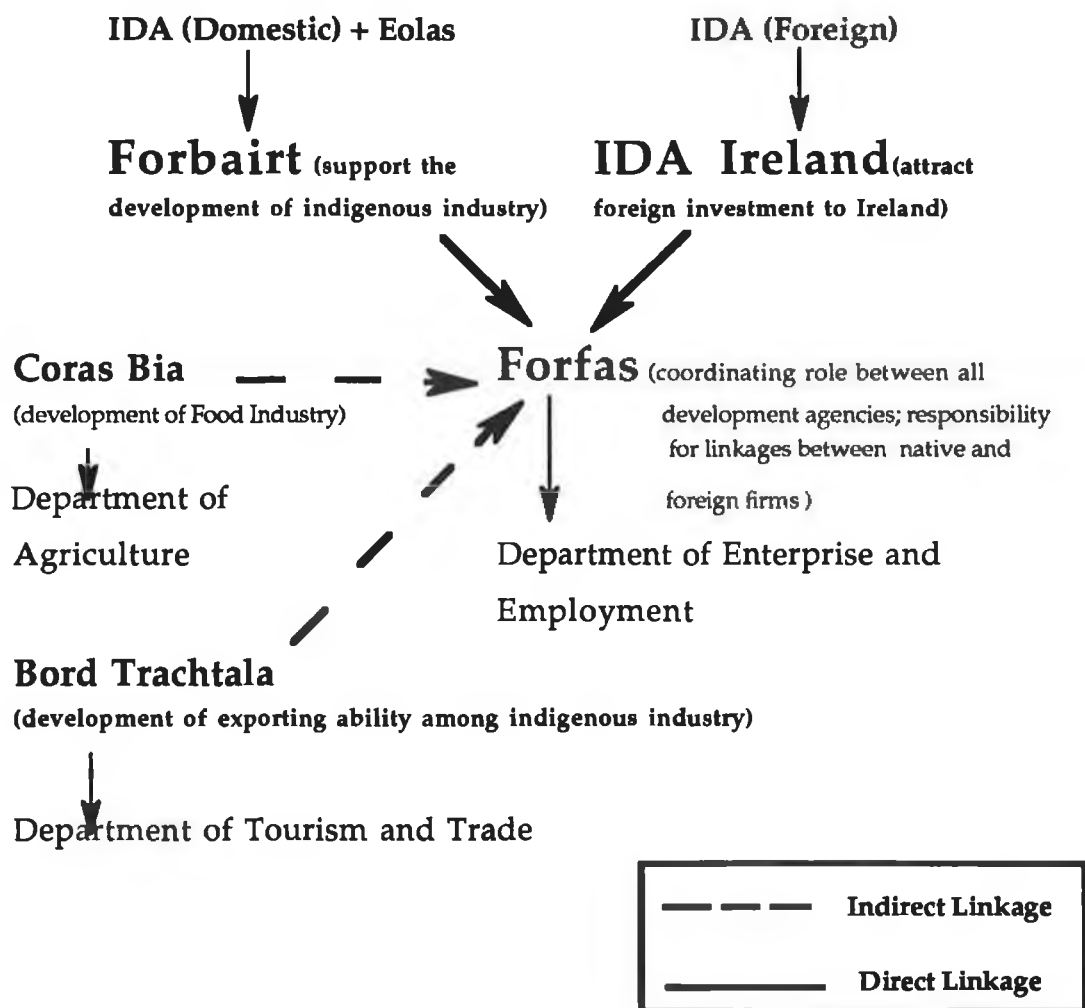 IDA (Dometic) + Eolas
IDA (Foreign)
Forbairt (support the
development of indigenous industry)
IDA Ireland (attract
foreign investment to Ireland)
Coras Bia
(development of Food Industry)
Department of
Agriculture
Forfas (coordinating role between all
development agencies; responsibility
for linkages between native and
foreign firms )
Department of Enterprise and
Employment
Bord Trachtala
(development of exporting ability among indigenous industry)
Department of Tourism and Trade
Indirect Linkage
Direct Linkage